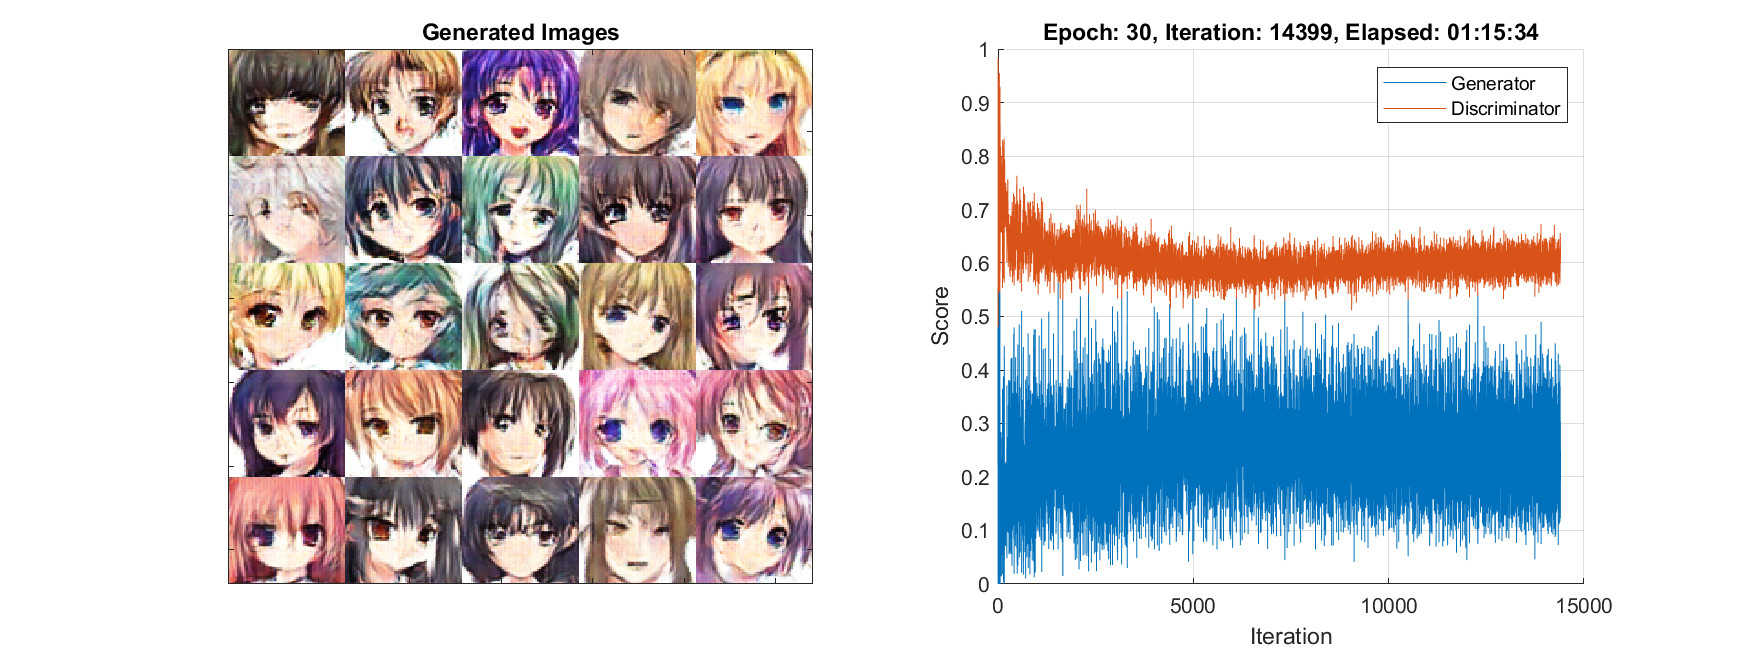 Generated Images
Epoch: 30, Iteration: 14399, Elapsed: 01:15:34
Generator
Discriminator
1
0.9
0.8
0.7
0.6
0.5
0.4
0.3
0.2
0.1
0
Score
0
5000
10000
15000
Iteration